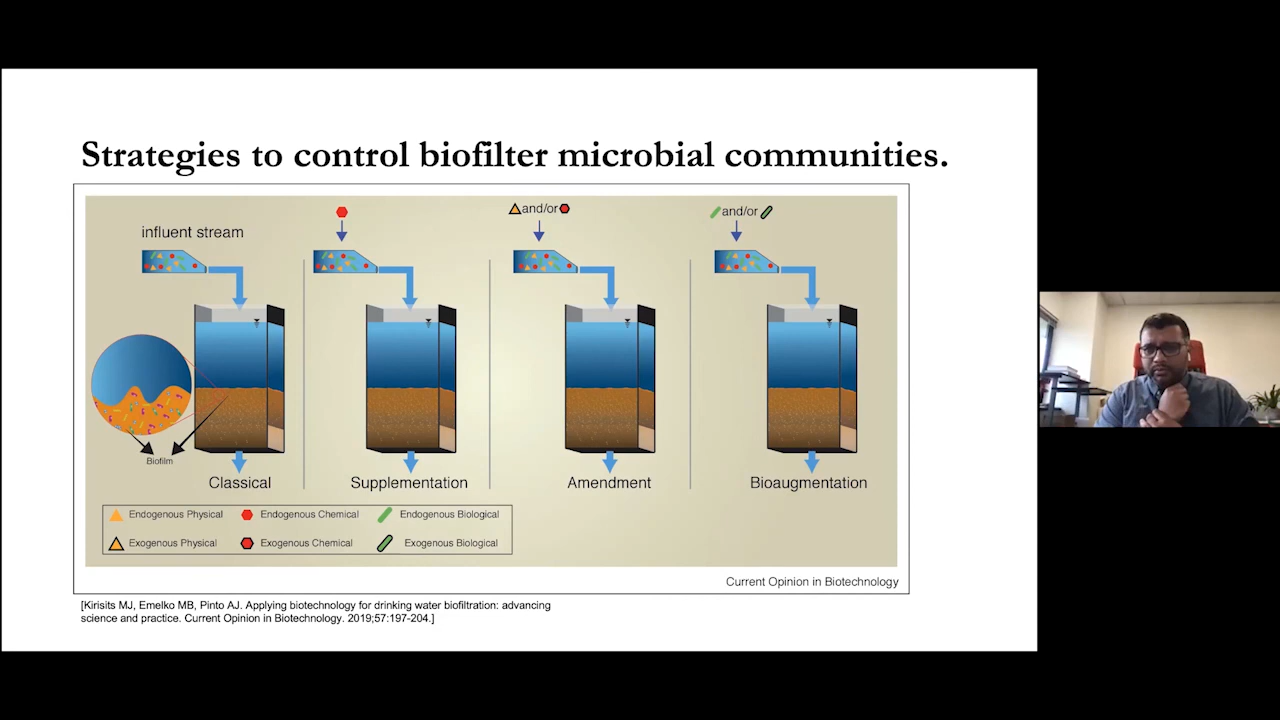 Strategies to control biofilter microbial communities.
influent stream
and/or
and/or
Biofilm
Classical
Supplementation
Amendment
Bioaugmentation
Endogenous Physical
Endogenous Chemical
Endogenous Biological
Exogenous Physical
Exogenous Chemical
Exogenous Biological
Current Opinion in Biotechnology
[Kirisits MJ, Emelko MB, Pinto AJ. Applying biotechnology for drinking water biofiltration: advancing
science and practice. Current Opinion in Biotechnology. 2019;57:197-204.]